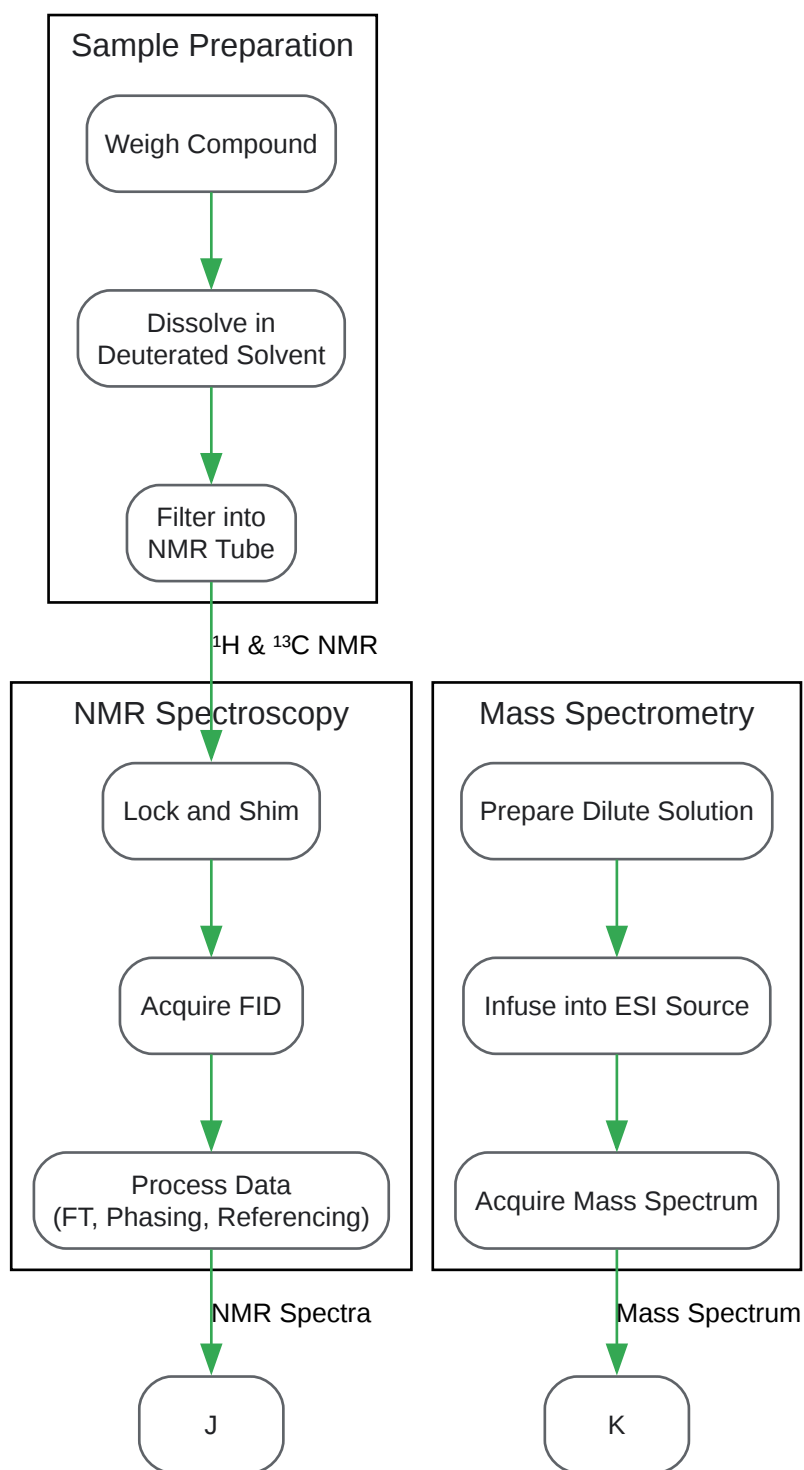 Sample Preparation
Weigh Compound
Dissolve in
Deuterated Solvent
Filter into
NMR Tube
¹H & ¹³C NMR
NMR Spectroscopy
Lock and Shim
Acquire FID
Process Data
(FT, Phasing, Referencing)
NMR Spectra
J
Mass Spectrometry
Prepare Dilute Solution
Infuse into ESI Source
Acquire Mass Spectrum
Mass Spectrum
K